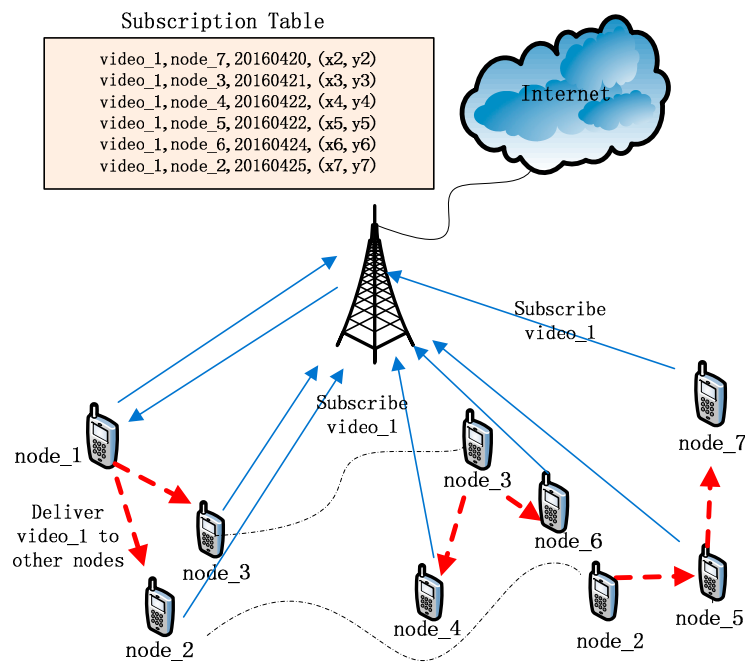 Subscription Table
video_1,node_7,20160420,(x2,y2)
video_1,node_3,20160421,(x3,y3)
video_1,node_4,20160422,(x4,y4)
video_1,node_5,20160422,(x5,y5)
video_1,node_6,20160424,(x6,y6)
video_1,node_2,20160425,(x7,y7)
Internet
Subscribe
video_1
Subscribe
video_1
node_1
node_7
node_3
Deliver
video_1 to
other nodes
node_6
node_3
node_5
node_4
node_2
node_2